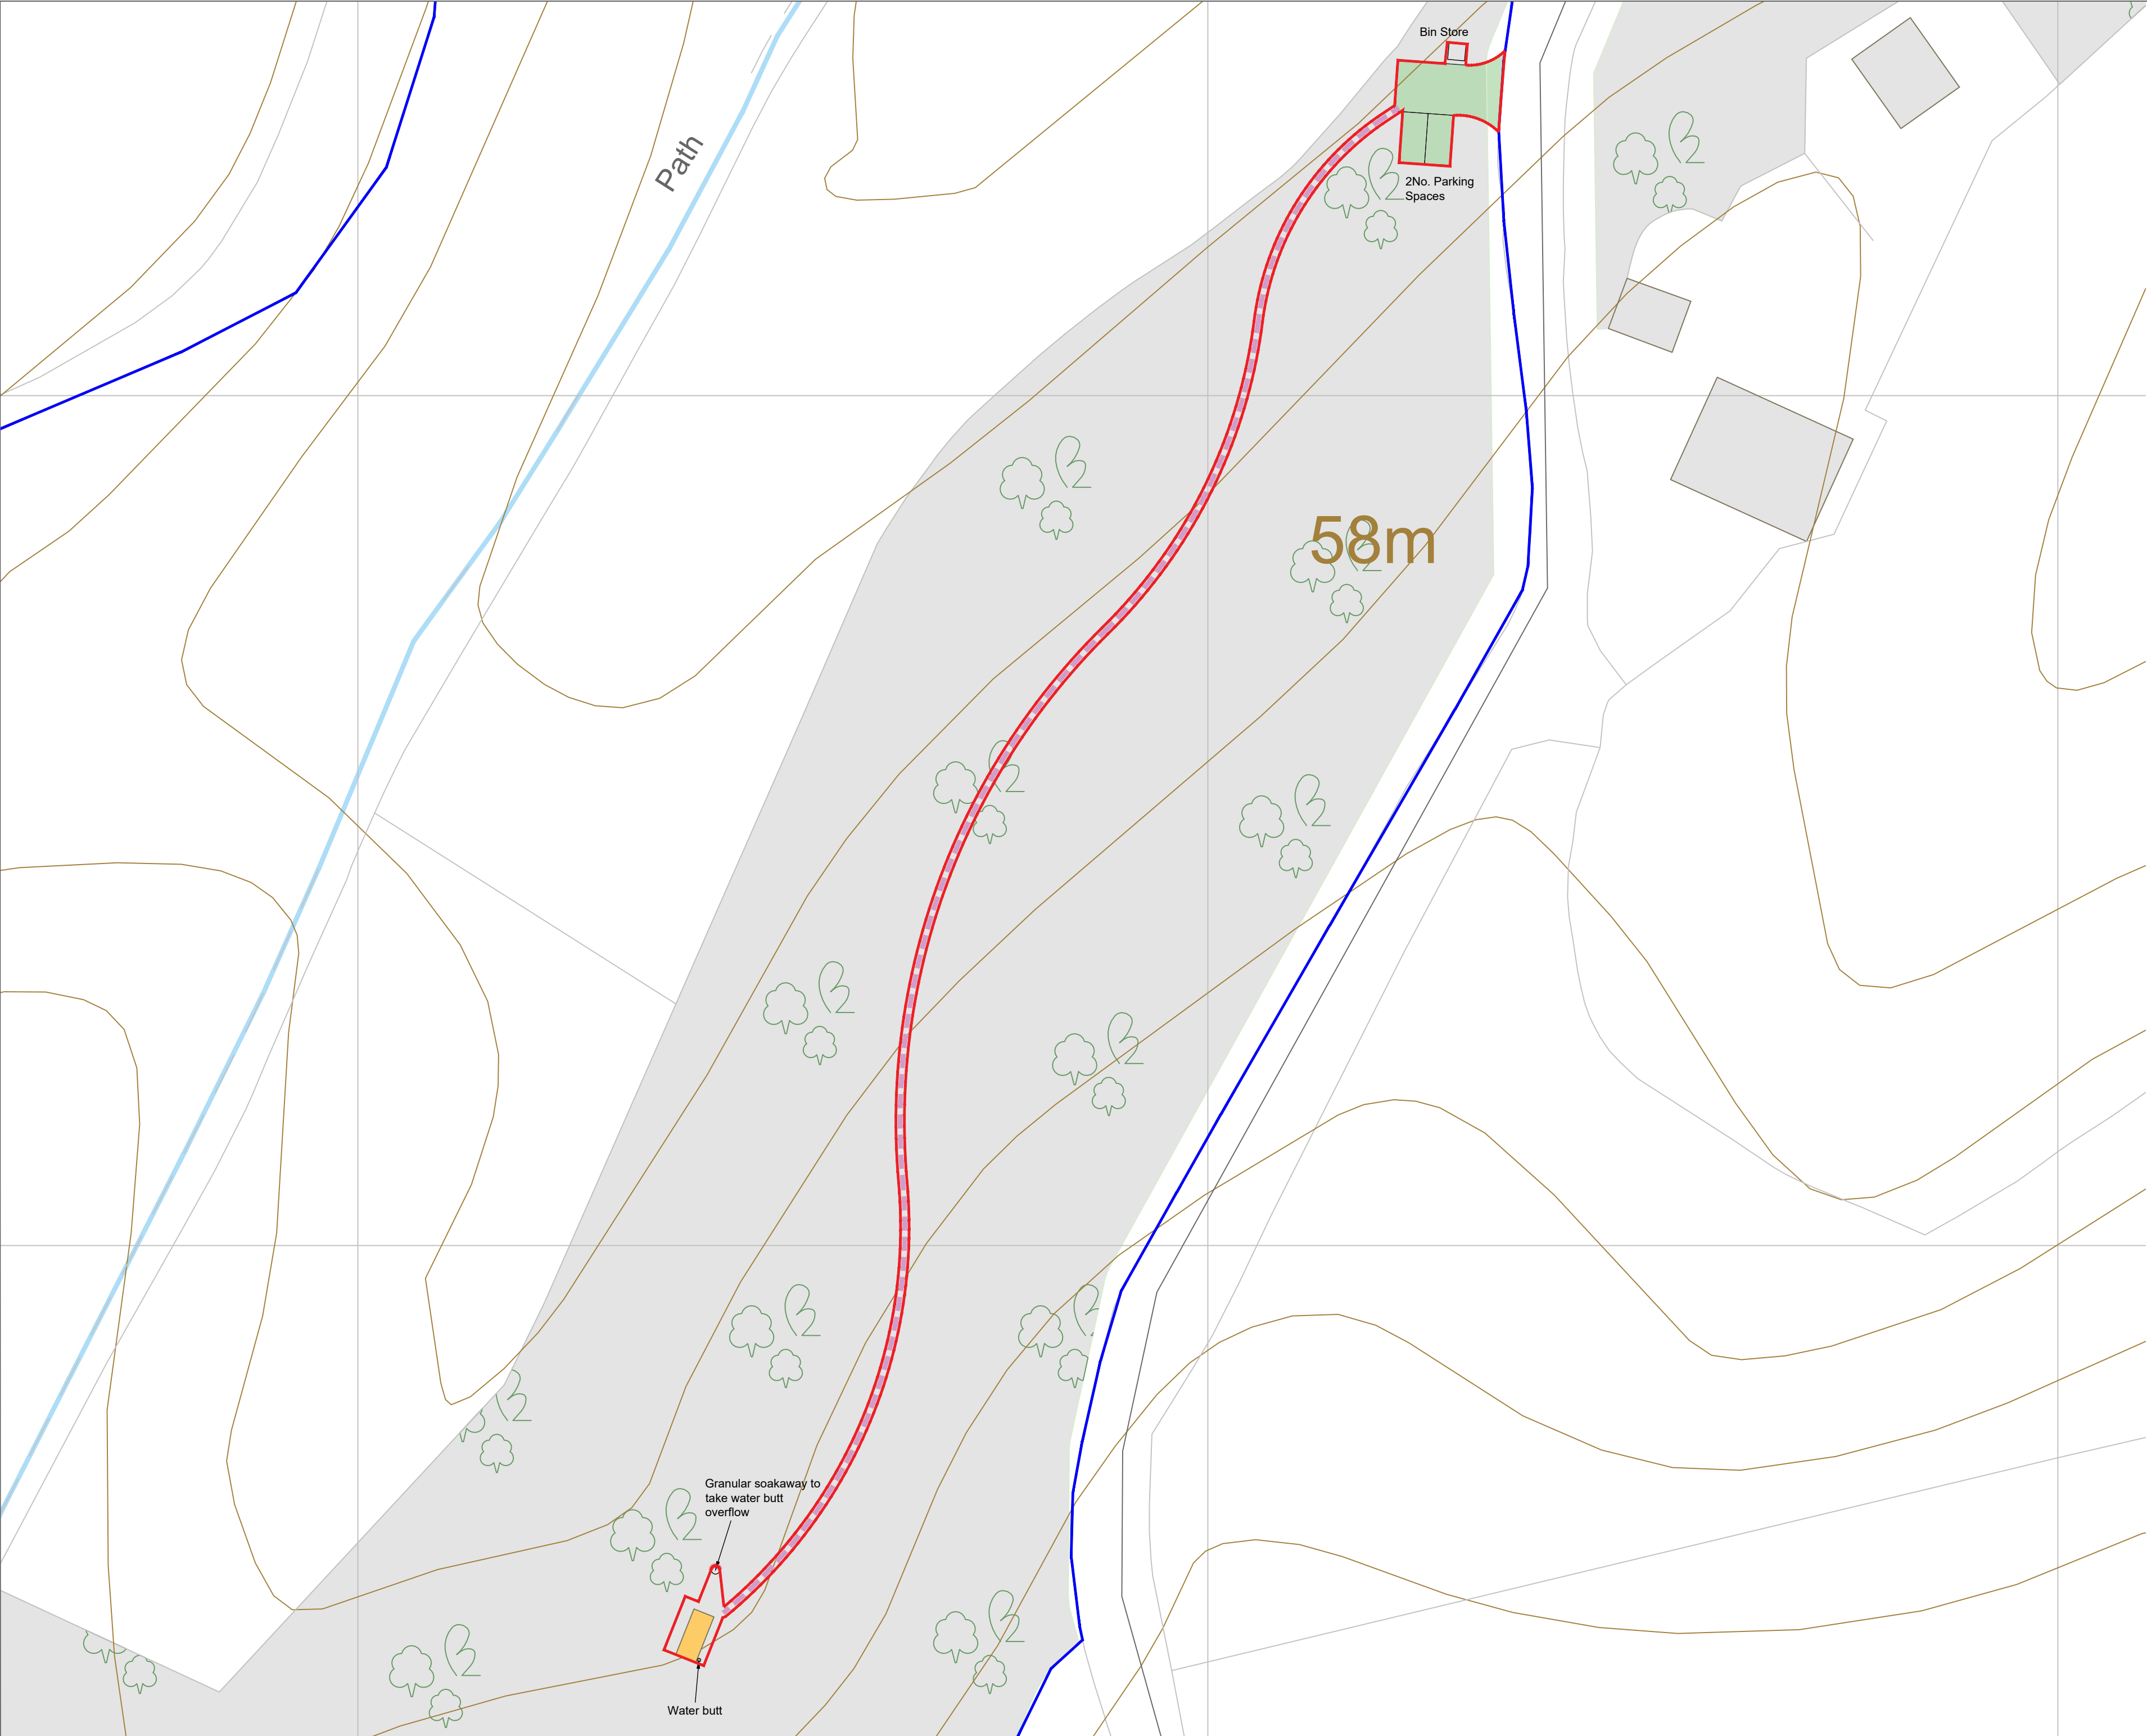 Bin Store
Path
2No. Parking
Spaces
58m
Granular soakaway to
take water butt
overflow
Water butt